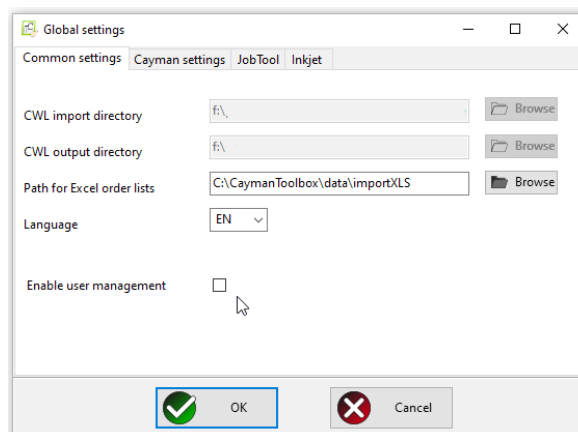 Global settings
Common settings Cayman settings JobTool Inkjet
CWL import directory f:\ Browse
CWL output directory f:\ Browse
Path for Excel order lists C:\CaymanToolbox\data\importXLS Browse
Language EN
Enable user management
OK Cancel